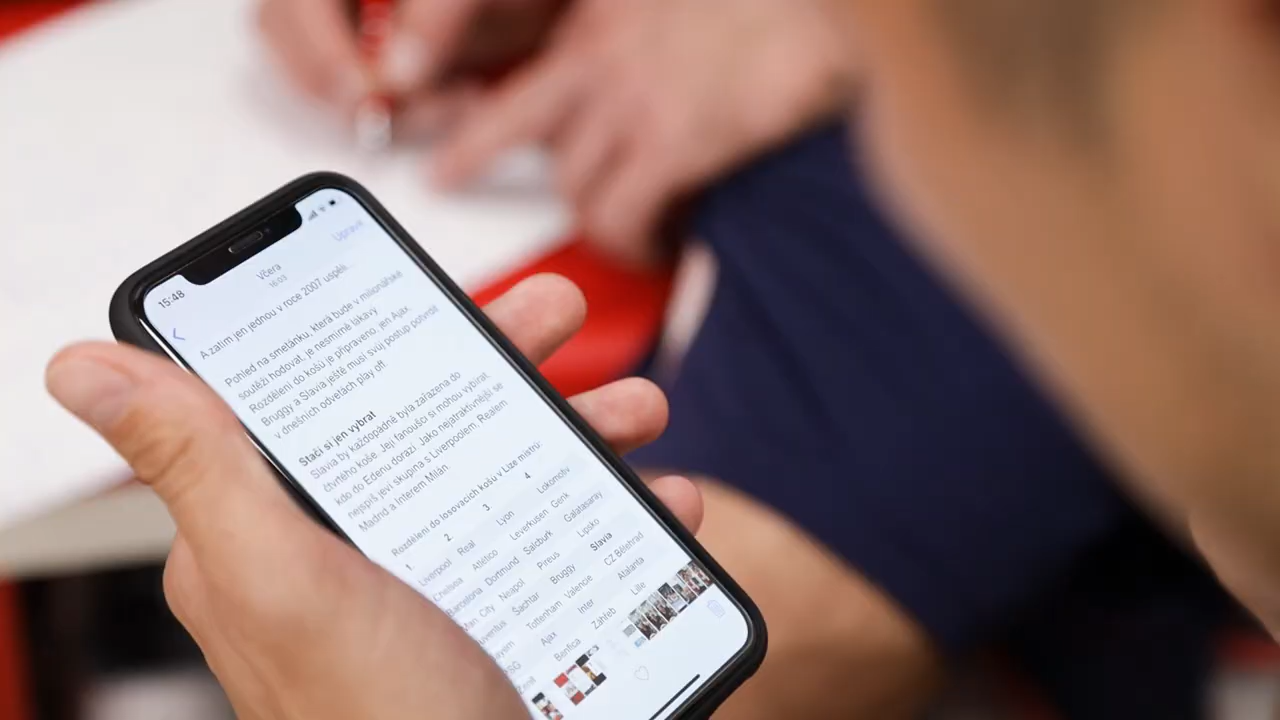 15:48
Včera
16:03
Upravit
A zatím jen jednou v roce 2007 uspěli.
Pohled na smetánku, která bude v milionářské
soutěži hodovat, je nesmírně lákavý.
Rozdělení do košů je připraveno, jen Ajax,
Bruggy a Slavia ještě musí svůj postup potvrdit
v dnešních odvetách play off.
Stačí si jen vybrat
Slavia by každopádně byla zařazena do
čtvrtého koše. Její fanoušci si mohou vybírat,
kdo do Edenu dorazí. Jako nejatraktivnější se
nejspíš jeví skupina s Liverpoolem, Realem
Madrid a Interem Milán.
Rozdělení do losovacích košů v Lize mistrů:
1. 2. 3 4
Liverpool Real Lyon Lokomotiv
Chelsea Atlético Leverkusen Genk
Barcelona Dortmund Salcburk Galatasaray
Man City Neapol Pireus Lipsko
Juventus Šachtar Bruggy Slavia
Bayern Tottenham Valencie CZ Bělehrad
PSG Ajax Inter Atalanta
Zenit Benfica Záhřeb Lille